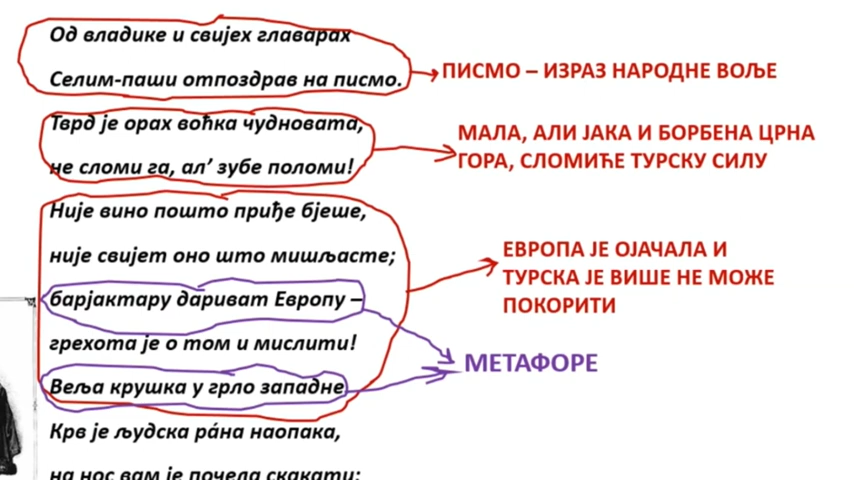 Од владике и свијех главарах
Селим-паши отпоздрав на писмо.
ПИСМО – ИЗРАЗ НАРОДНЕ ВОЉЕ
Тврд је орах воћка чудновата,
не сломи га, ал’ зубе поломи!
МАЛА, АЛИ ЈАКА И БОРБЕНА ЦРНА
ГОРА, СЛОМИЋЕ ТУРСКУ СИЛУ
Није вино пошто приђе бјеше,
није свијет оно што мишљасте;
барјактару дариват Европу –
грехота је о том и мислити!
Веља крушка у грло западне
ЕВРОПА ЈЕ ОЈАЧАЛА И
ТУРСКА ЈЕ ВИШЕ НЕ МОЖЕ
ПОКОРИТИ
МЕТАФОРЕ
Крв је људска ра́на наопака,
на нос вам је почела скакати;